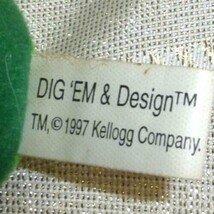 DIG 'EM & Design™
TM, © 1997 Kellogg Company.